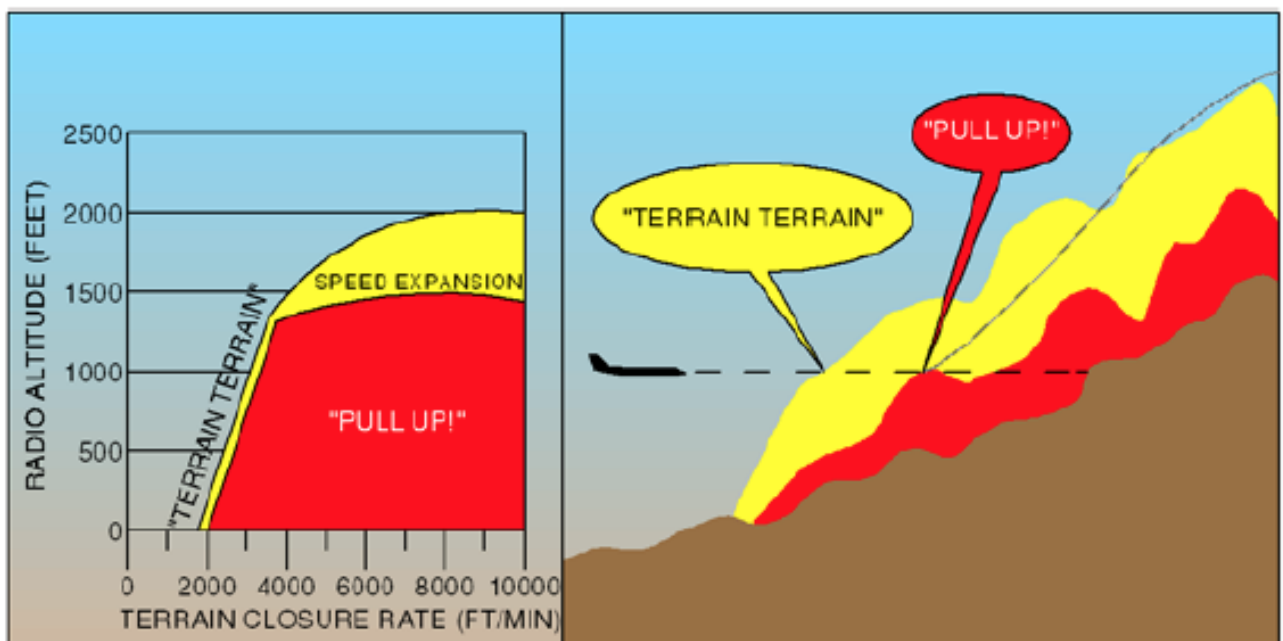 2500
2000
1500
1000
500
0
RADIO ALTITUDE (FEET)
"TERRAIN TERRAIN"
SPEED EXPANSION
"PULL UP!"
0 2000 4000 6000 8000 10000
TERRAIN CLOSURE RATE (FT/MIN)
"PULL UP!"
"TERRAIN TERRAIN"